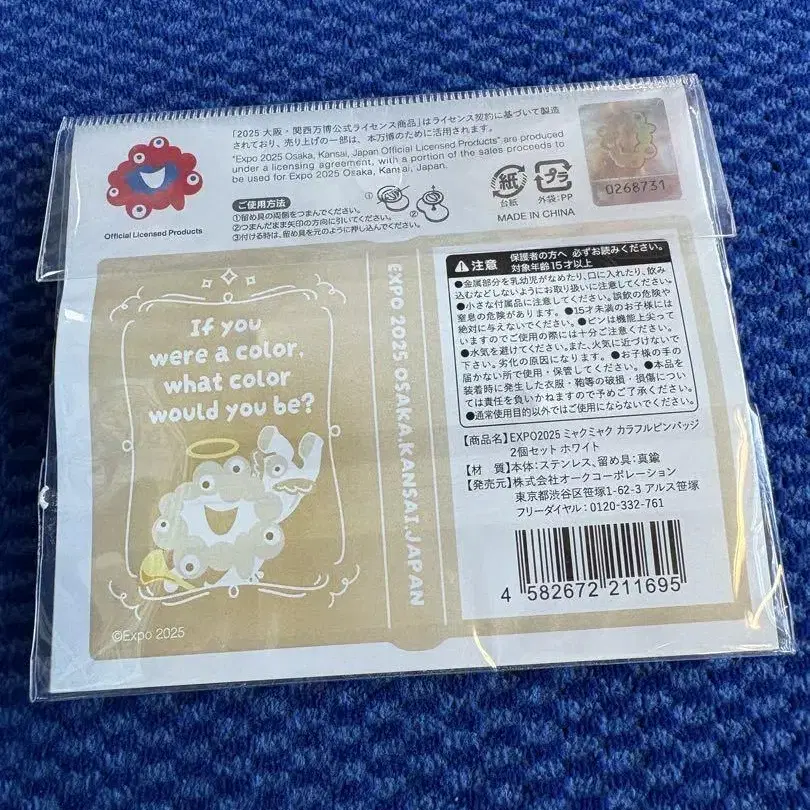 「2025 大阪・関西万博公式ライセンス商品」はライセンス契約に基づいて製造
されており、売り上げの一部は、本万博のために活用されます。
"Expo 2025 Osaka, Kansai, Japan Official Licensed Products" are produced
under a licensing agreement, with a portion of the sales proceeds to
be used for Expo 2025 Osaka, Kansai, Japan.
Official Licensed Products
ご使用方法
①留め具の両側をつまんでください。
②つまんだまま矢印の方向に引いてください。
③付ける時は、留め具を元のように押し込んでください。
①
②
紙
台紙
プラ
外袋:PP
MADE IN CHINA
0268731
If you
were a color,
what color
would you be?
©Expo 2025
EXPO 2025 OSAKA,KANSAI,JAPAN
注意
保護者の方へ 必ずお読みください。
対象年齢15才以上
●金属部分を乳幼児がなめたり、口に入れたり、飲み
込むなどしないようにお取り扱いに注意してください。
●小さな付属品に注意してください。誤飲の危険や
窒息の危険があります。●15才未満のお子様には
絶対に与えないでください。●ピンは機能上尖って
いますのでご使用の際には十分ご注意ください。
●水気を避けてください。また、火気に近づけないで
下さい。劣化の原因になります。●お子様の手の
届かない所で使用・保管してください。●本品を
装着時に発生した衣服・鞄等の破損・損傷につい
ては責任を負いかねますので予めご了承ください。
●通常使用目的以外ではご使用にならないでください。
【商品名】EXPO2025 ミャクミャク カラフルピンバッジ
2個セット ホワイト
【材 質】本体:ステンレス、留め具:真鍮
【発売元】株式会社オークコーポレーション
東京都渋谷区笹塚1-62-3 アルス笹塚
フリーダイヤル:0120-332-761
4 582672 211695